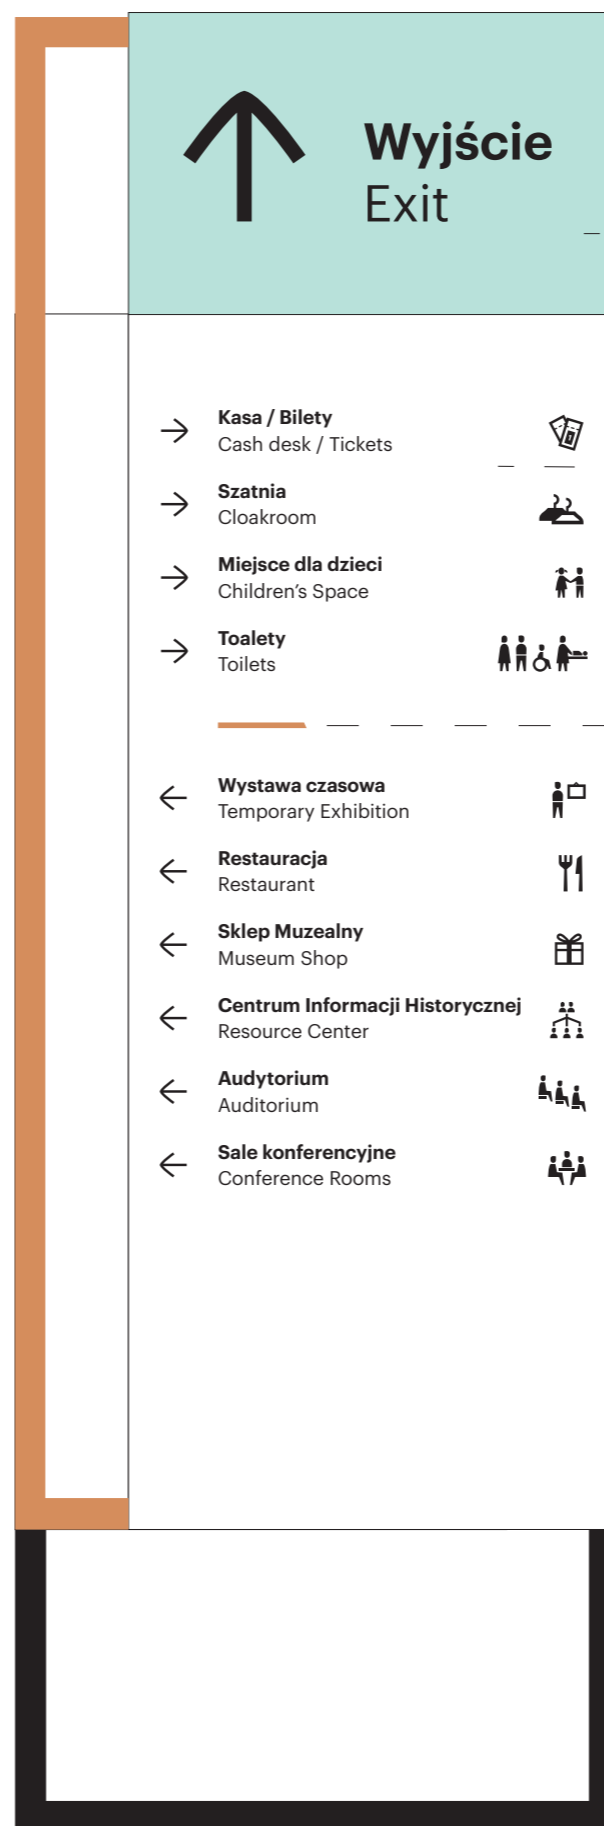 Wyjście
Exit
Kasa / Bilety
Cash desk / Tickets
Szatnia
Cloakroom
Miejsce dla dzieci
Children’s Space
Toalety
Toilets
Wystawa czasowa
Temporary Exhibition
Restauracja
Restaurant
Sklep Muzealny
Museum Shop
Centrum Informacji Historycznej
Resource Center
Audytorium
Auditorium
Sale konferencyjne
Conference Rooms